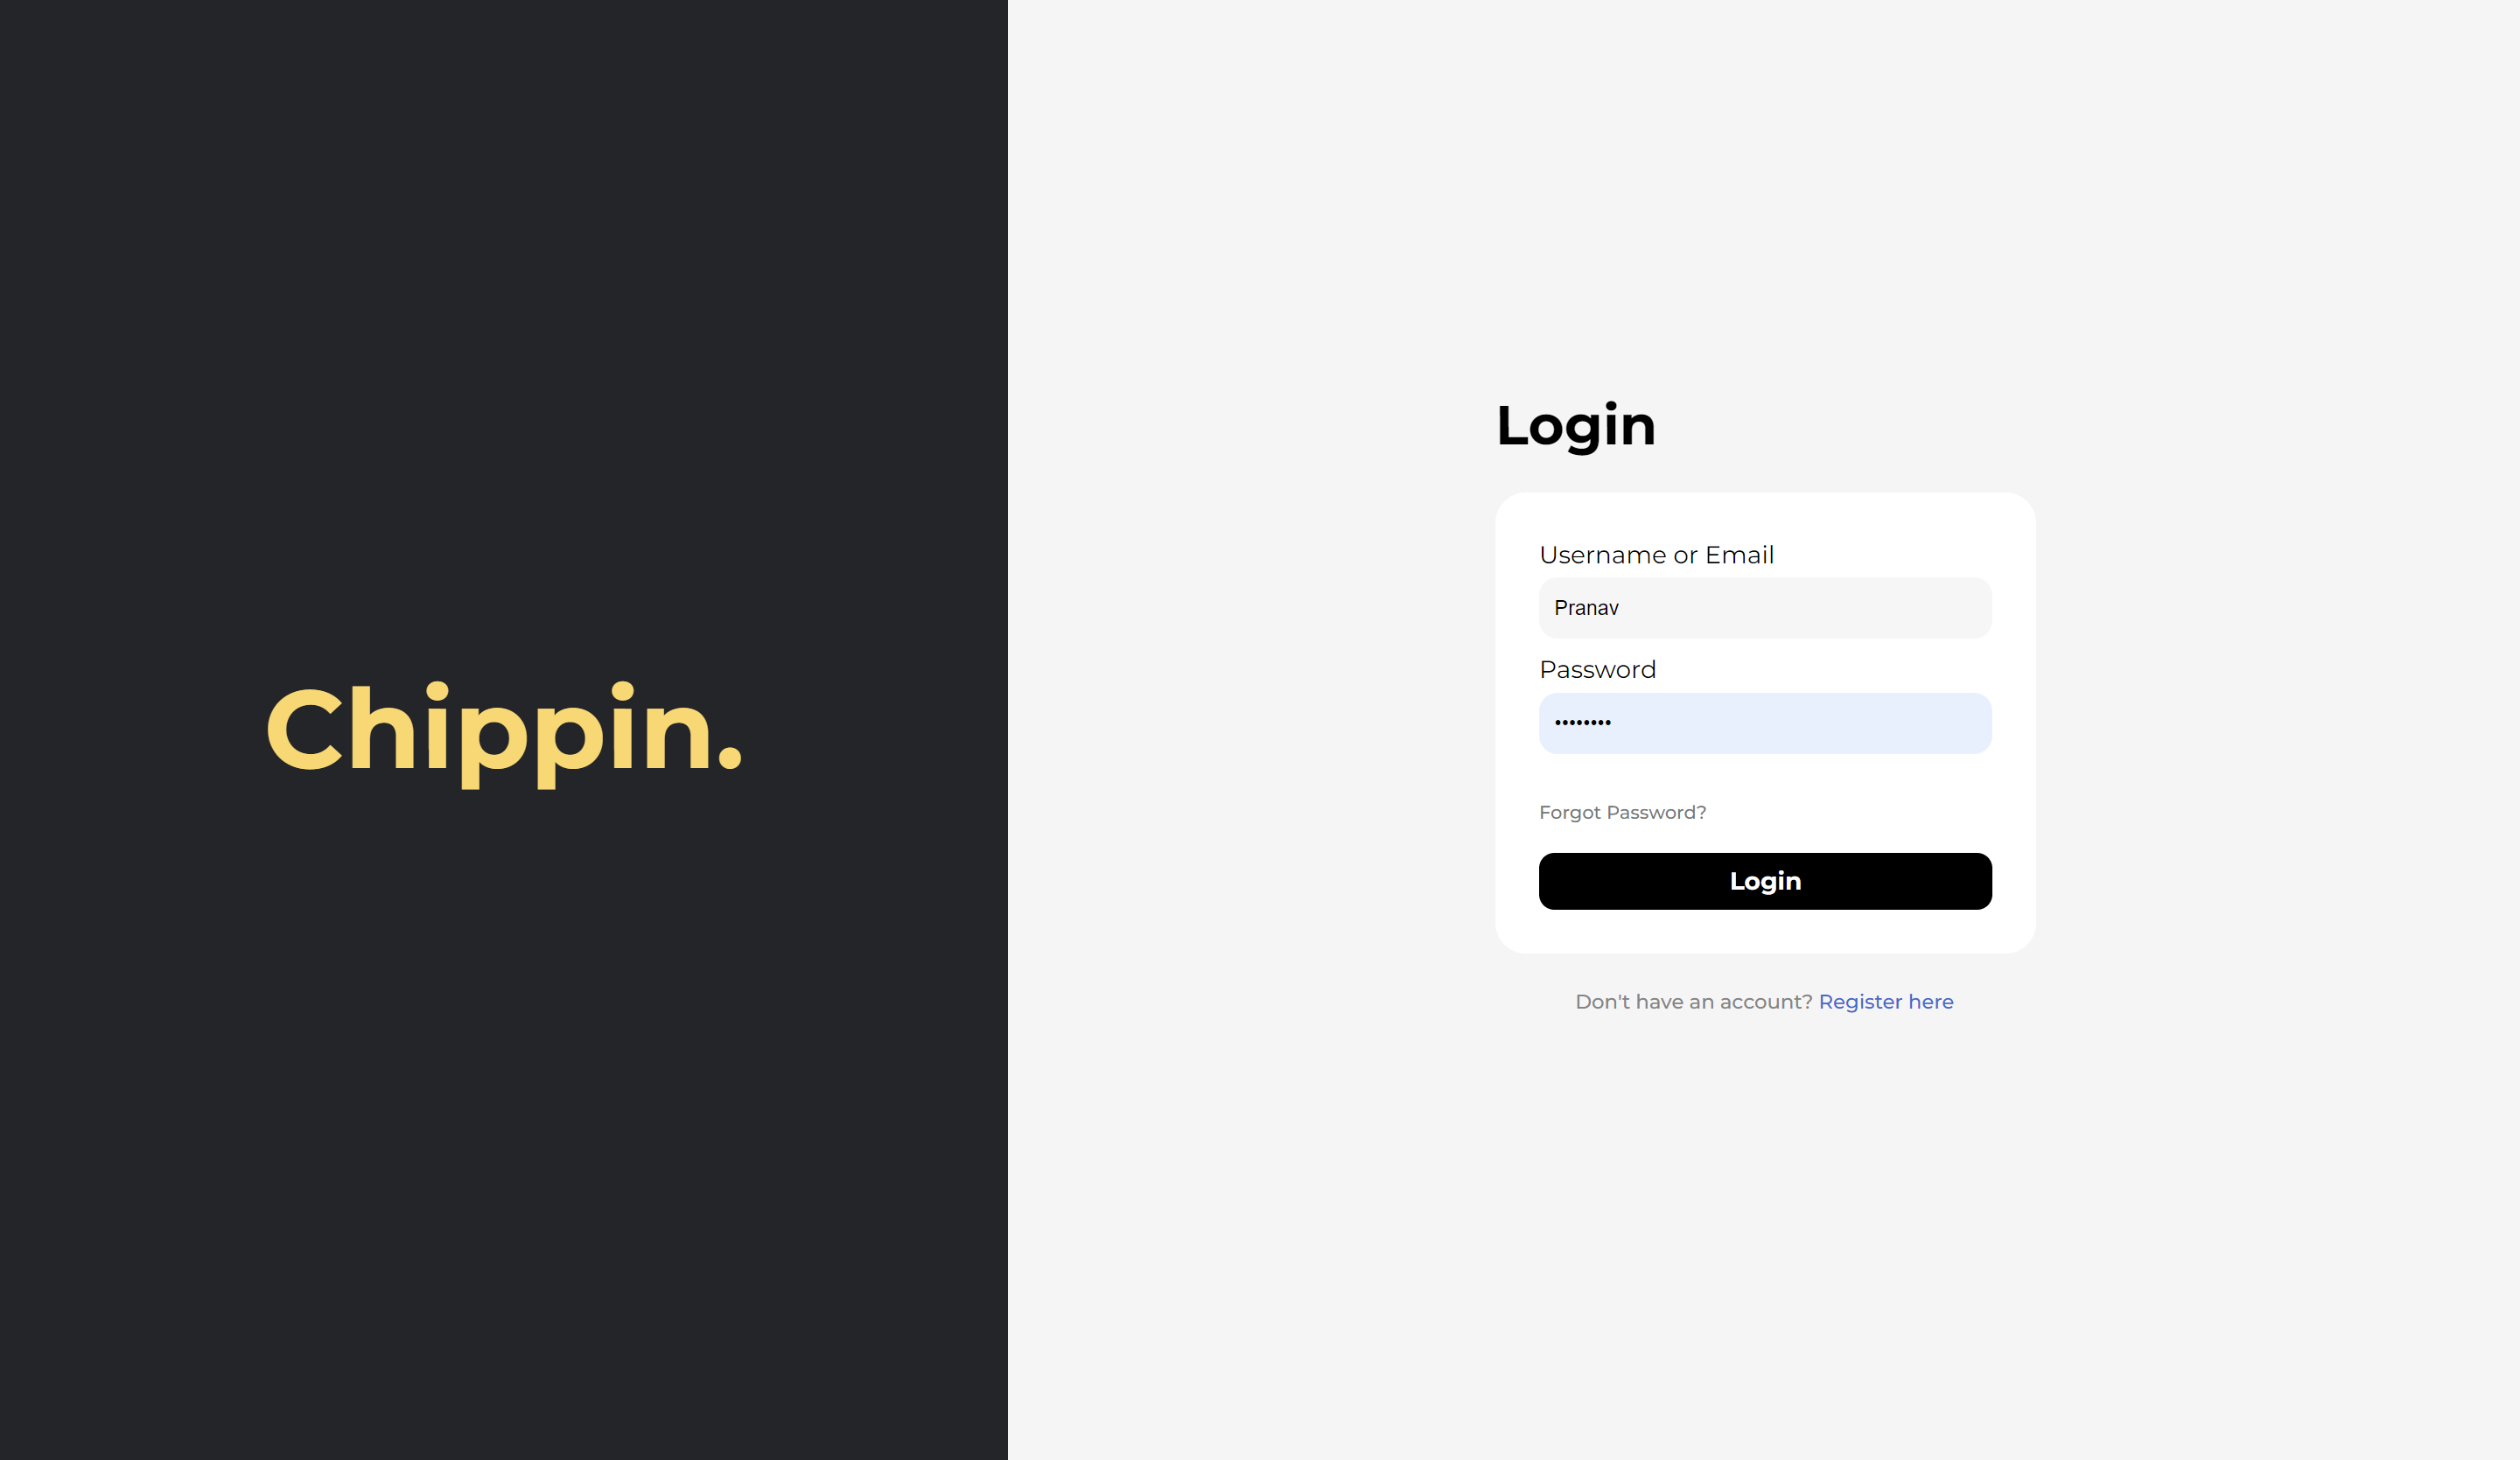 Chippin.
Login
Username or Email
Pranav
Password
••••••••
Forgot Password?
Login
Don't have an account? Register here